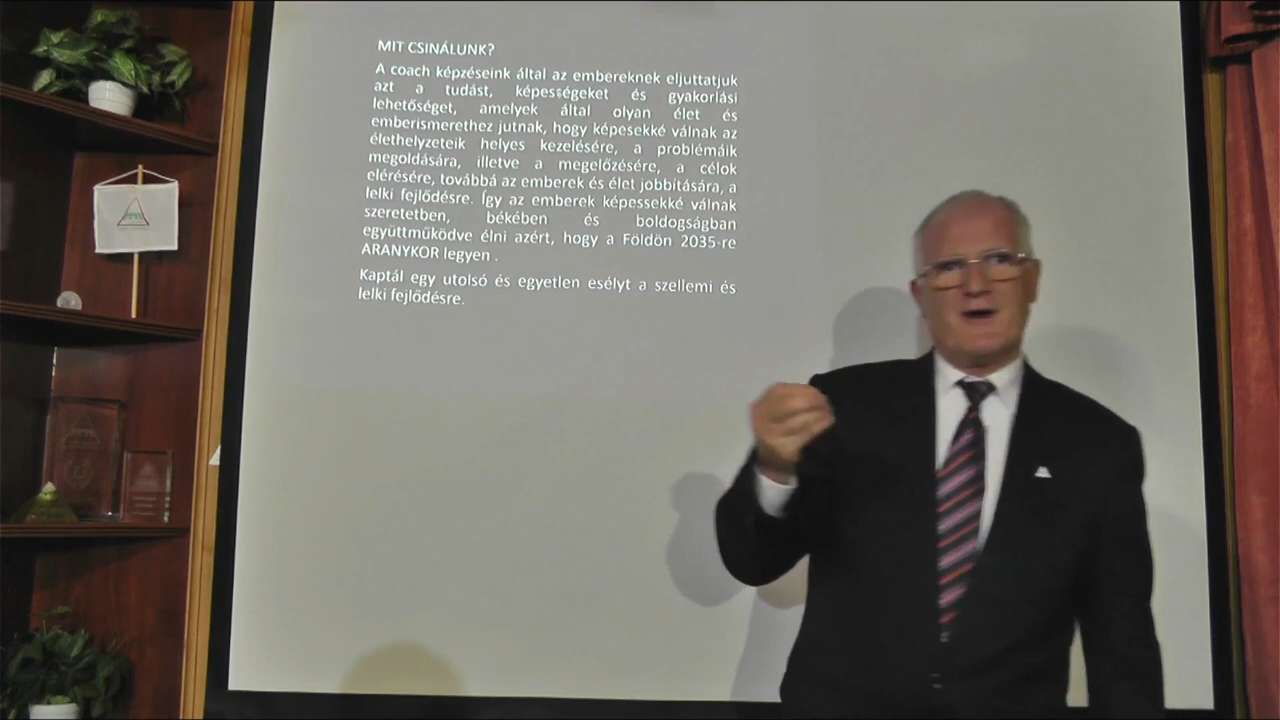 MIT CSINÁLUNK?
A coach képzéseink által az embereknek eljuttatjuk
azt a tudást, képességeket és gyakorlási
lehetőséget, amelyek által olyan élet és
emberismerethez jutnak, hogy képesekké válnak az
élethelyzeteik helyes kezelésére, a problémáik
megoldására, illetve a megelőzésére, a célok
elérésére, továbbá az emberek és élet jobbítására, a
lelki fejlődésre. Így az emberek képessekké válnak
szeretetben, békében és boldogságban
együttműködve élni azért, hogy a Földön 2035-re
ARANYKOR legyen .
Kaptál egy utolsó és egyetlen esélyt a szellemi és
lelki fejlődésre.